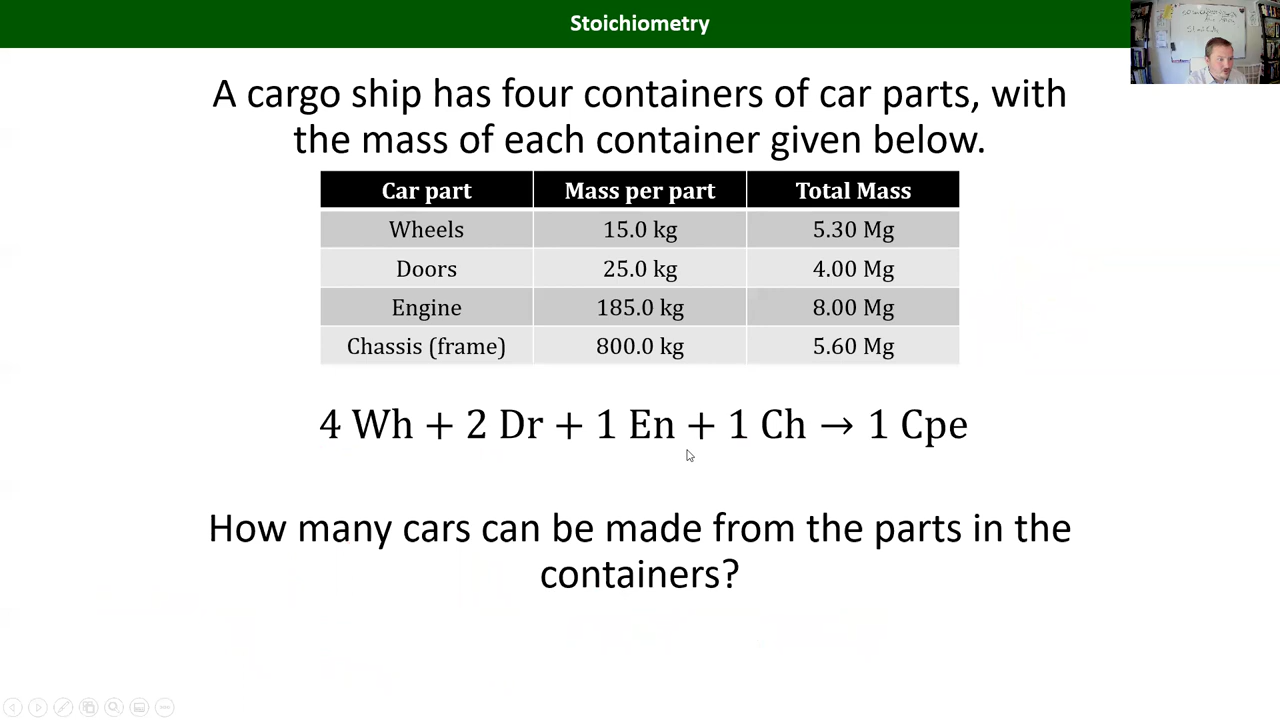 Stoichiometry
A cargo ship has four containers of car parts, with
the mass of each container given below.
Car part Mass per part Total Mass
Wheels 15.0 kg 5.30 Mg
Doors 25.0 kg 4.00 Mg
Engine 185.0 kg 8.00 Mg
Chassis (frame) 800.0 kg 5.60 Mg
4 Wh + 2 Dr + 1 En + 1 Ch → 1 Cpe
How many cars can be made from the parts in the
containers?